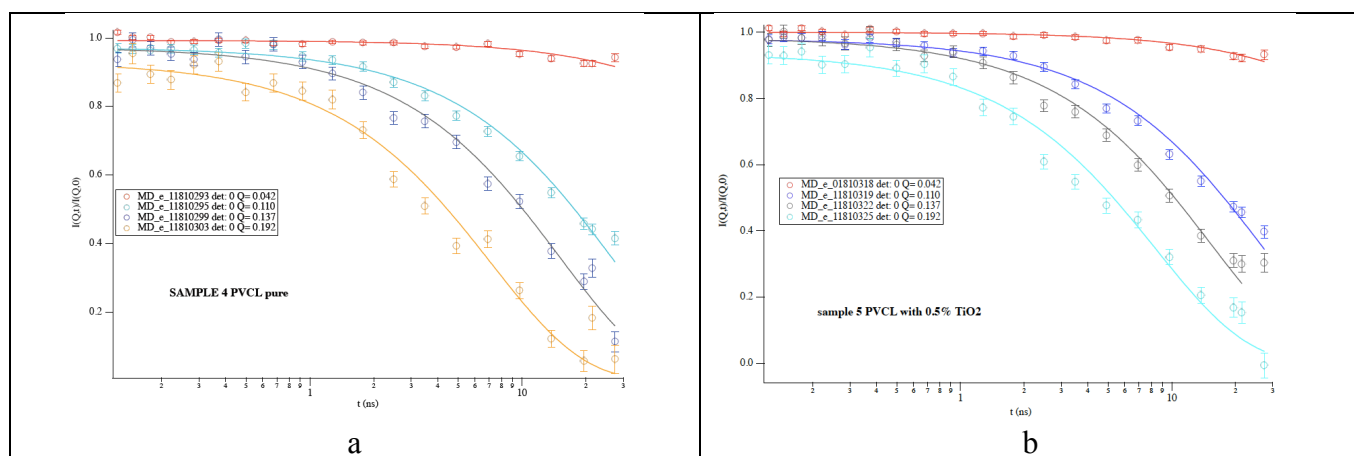 1.0
0.8
0.6
0.4
0.2
I(Q,t)/I(Q,0)
MD_e_11810293 det: 0 Q= 0.042
MD_e_11810295 det: 0 Q= 0.110
MD_e_11810299 det: 0 Q= 0.137
MD_e_11810303 det: 0 Q= 0.192
SAMPLE 4 PVCL pure
2 3 4 5 6 7 8 9 1 2 3 4 5 6 7 8 9 10 2 3
t (ns)
a
1.0
0.8
0.6
0.4
0.2
0.0
I(Q,t)/I(Q,0)
MD_e_01810318 det: 0 Q= 0.042
MD_e_11810319 det: 0 Q= 0.110
MD_e_11810322 det: 0 Q= 0.137
MD_e_11810325 det: 0 Q= 0.192
sample 5 PVCL with 0.5% TiO2
2 3 4 5 6 7 8 9 1 2 3 4 5 6 7 8 9 10 2 3
t (ns)
b